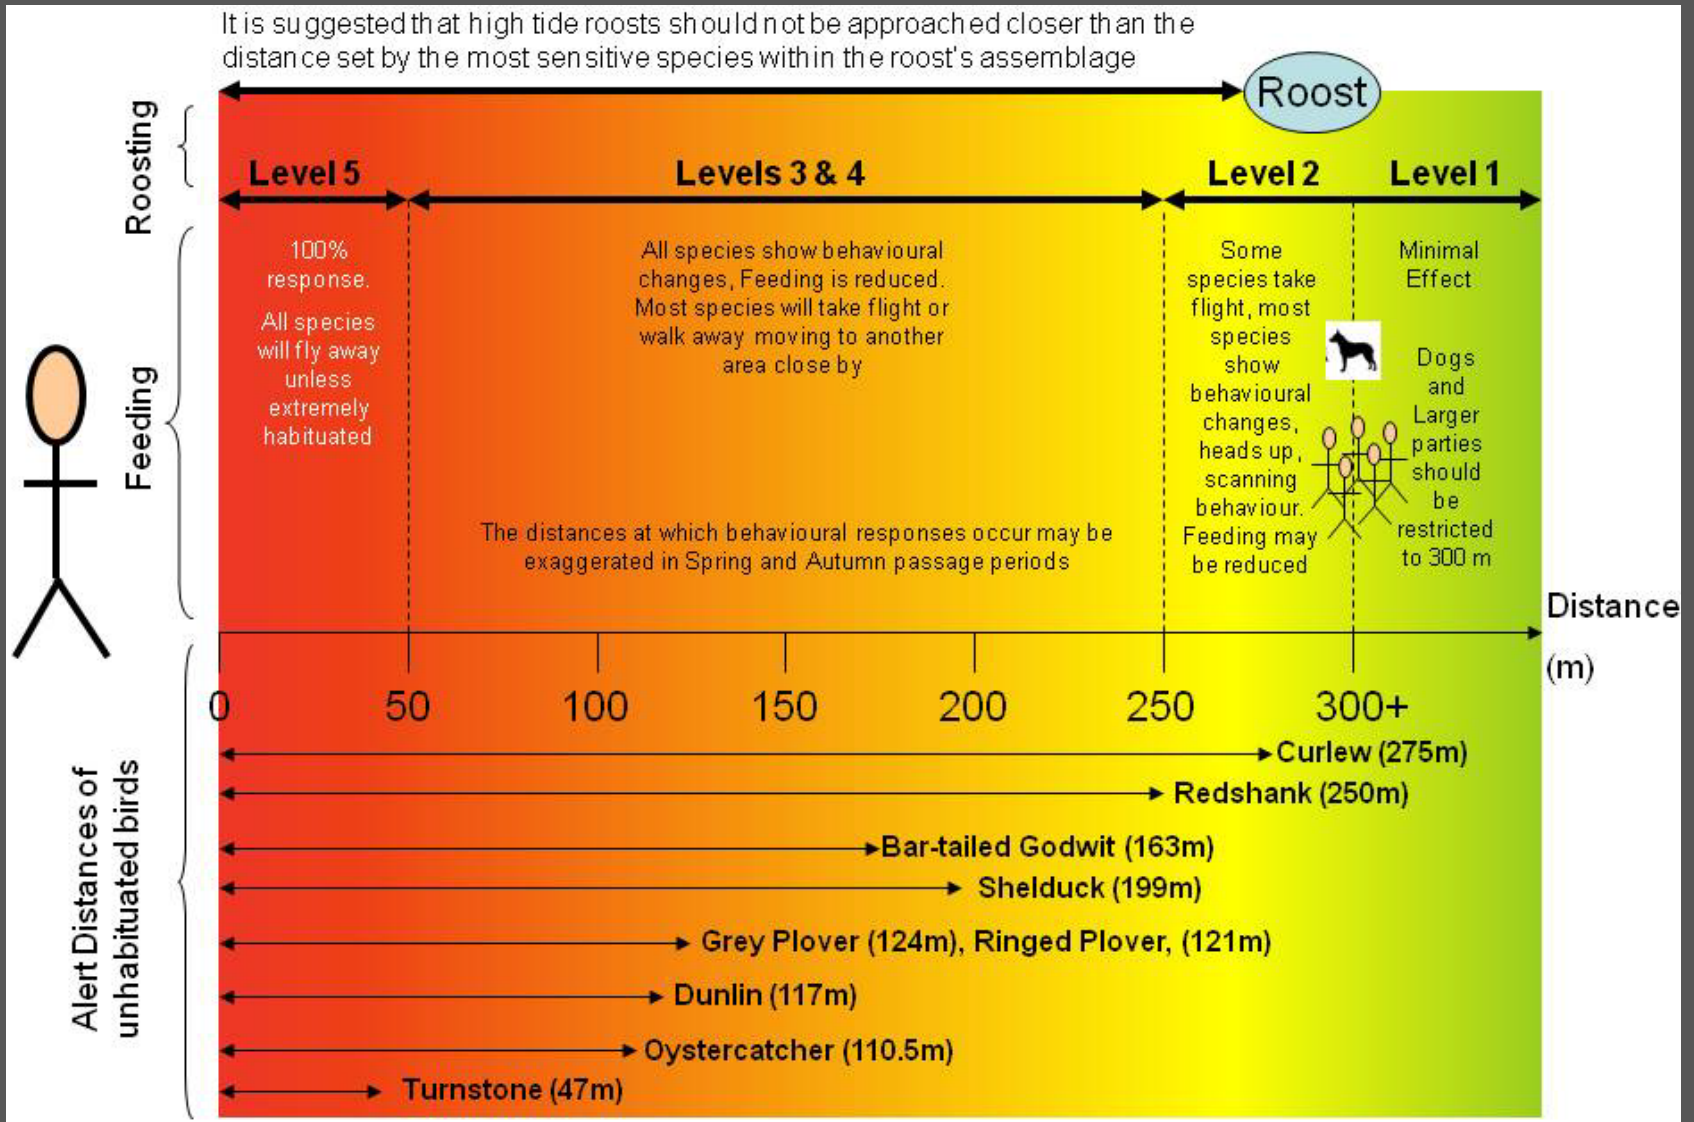 It is suggested that high tide roosts should not be approached closer than the
distance set by the most sensitive species within the roost's assemblage
Roost
Roosting
Level 5
Levels 3 & 4
Level 2
Level 1
Feeding
100%
response.
All species
will fly away
unless
extremely
habituated
All species show behavioural
changes, Feeding is reduced.
Most species will take flight or
walk away moving to another
area close by
The distances at which behavioural responses occur may be
exaggerated in Spring and Autumn passage periods
Some
species take
flight, most
species
show
behavioural
changes,
heads up,
scanning
behaviour.
Feeding may
be reduced
Minimal
Effect
Dogs
and
Larger
parties
should
be
restricted
to 300 m
Distance
(m)
0 50 100 150 200 250 300+
Alert Distances of
unhabituated birds
Curlew (275m)
Redshank (250m)
Bar-tailed Godwit (163m)
Shelduck (199m)
Grey Plover (124m), Ringed Plover, (121m)
Dunlin (117m)
Oystercatcher (110.5m)
Turnstone (47m)